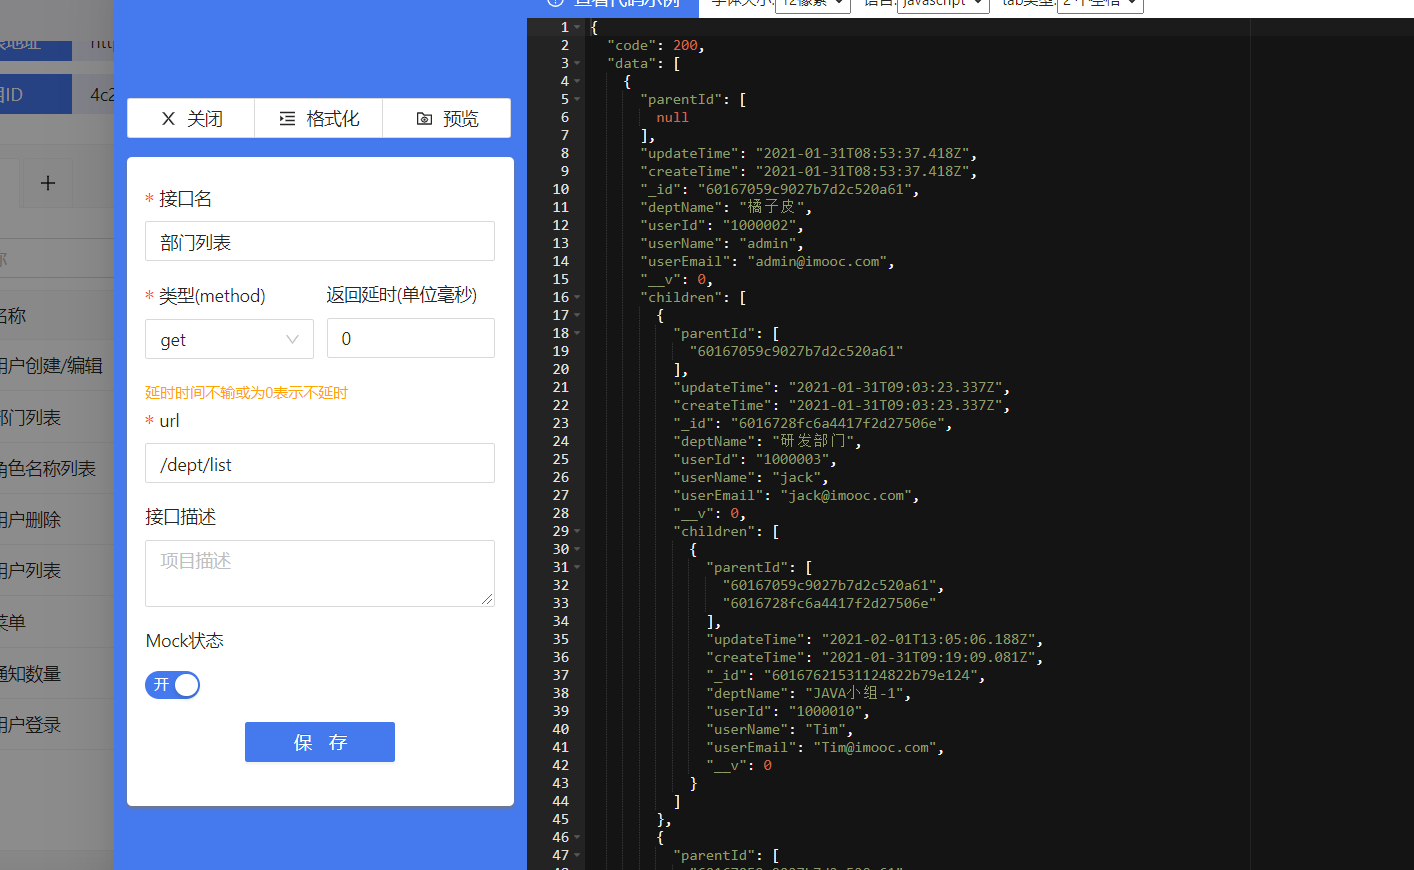 查看代码示例
字体大小: 12像素 语言: javascript tab类型: 2个空格
目ID
4c2
名称
用户创建/编辑
部门列表
角色名称列表
用户删除
用户列表
菜单
通知数量
用户登录
关闭
格式化
预览
* 接口名
部门列表
* 类型(method)
返回延时(单位毫秒)
get
0
延时时间不输或为0表示不延时
* url
/dept/list
接口描述
项目描述
Mock状态
开
保 存
1 {
2 "code": 200,
3 "data": [
4 {
5 "parentId": [
6 null
7 ],
8 "updateTime": "2021-01-31T08:53:37.418Z",
9 "createTime": "2021-01-31T08:53:37.418Z",
10 "_id": "60167059c9027b7d2c520a61",
11 "deptName": "橘子皮",
12 "userId": "1000002",
13 "userName": "admin",
14 "userEmail": "admin@imooc.com",
15 "__v": 0,
16 "children": [
17 {
18 "parentId": [
19 "60167059c9027b7d2c520a61"
20 ],
21 "updateTime": "2021-01-31T09:03:23.337Z",
22 "createTime": "2021-01-31T09:03:23.337Z",
23 "_id": "6016728fc6a4417f2d27506e",
24 "deptName": "研发部门",
25 "userId": "1000003",
26 "userName": "jack",
27 "userEmail": "jack@imooc.com",
28 "__v": 0,
29 "children": [
30 {
31 "parentId": [
32 "60167059c9027b7d2c520a61",
33 "6016728fc6a4417f2d27506e"
34 ],
35 "updateTime": "2021-02-01T13:05:06.188Z",
36 "createTime": "2021-01-31T09:19:09.081Z",
37 "_id": "60167621531124822b79e124",
38 "deptName": "JAVA小组-1",
39 "userId": "1000010",
40 "userName": "Tim",
41 "userEmail": "Tim@imooc.com",
42 "__v": 0
43 }
44 ]
45 },
46 {
47 "parentId": [